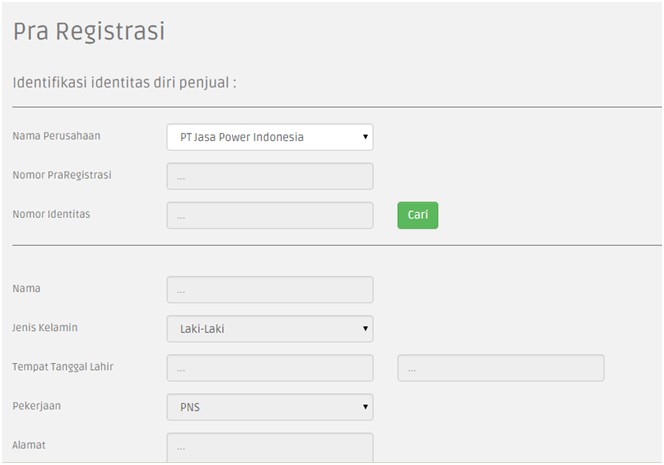 Pra Registrasi
Identifikasi identitas diri penjual :
Nama Perusahaan PT Jasa Power Indonesia
Nomor PraRegistrasi ...
Nomor Identitas ... Cari
Nama ...
Jenis Kelamin Laki-Laki
Tempat Tanggal Lahir ... ...
Pekerjaan PNS
Alamat ...